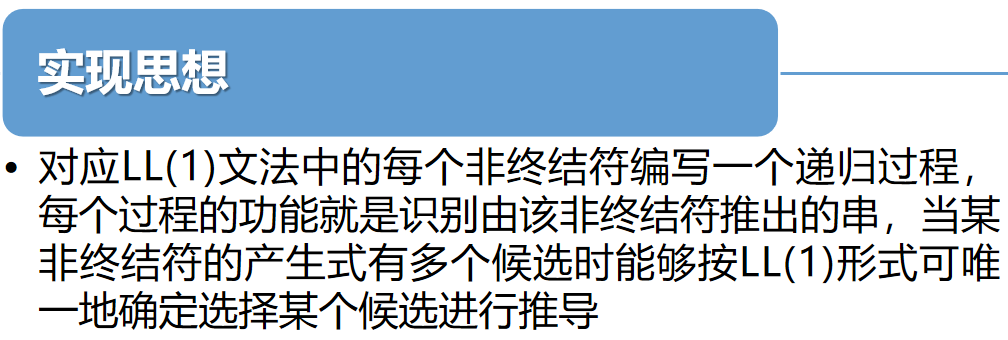 实现思想
• 对应LL(1)文法中的每个非终结符编写一个递归过程，
每个过程的功能就是识别由该非终结符推出的串，当某
非终结符的产生式有多个候选时能够按LL(1)形式可唯
一地确定选择某个候选进行推导